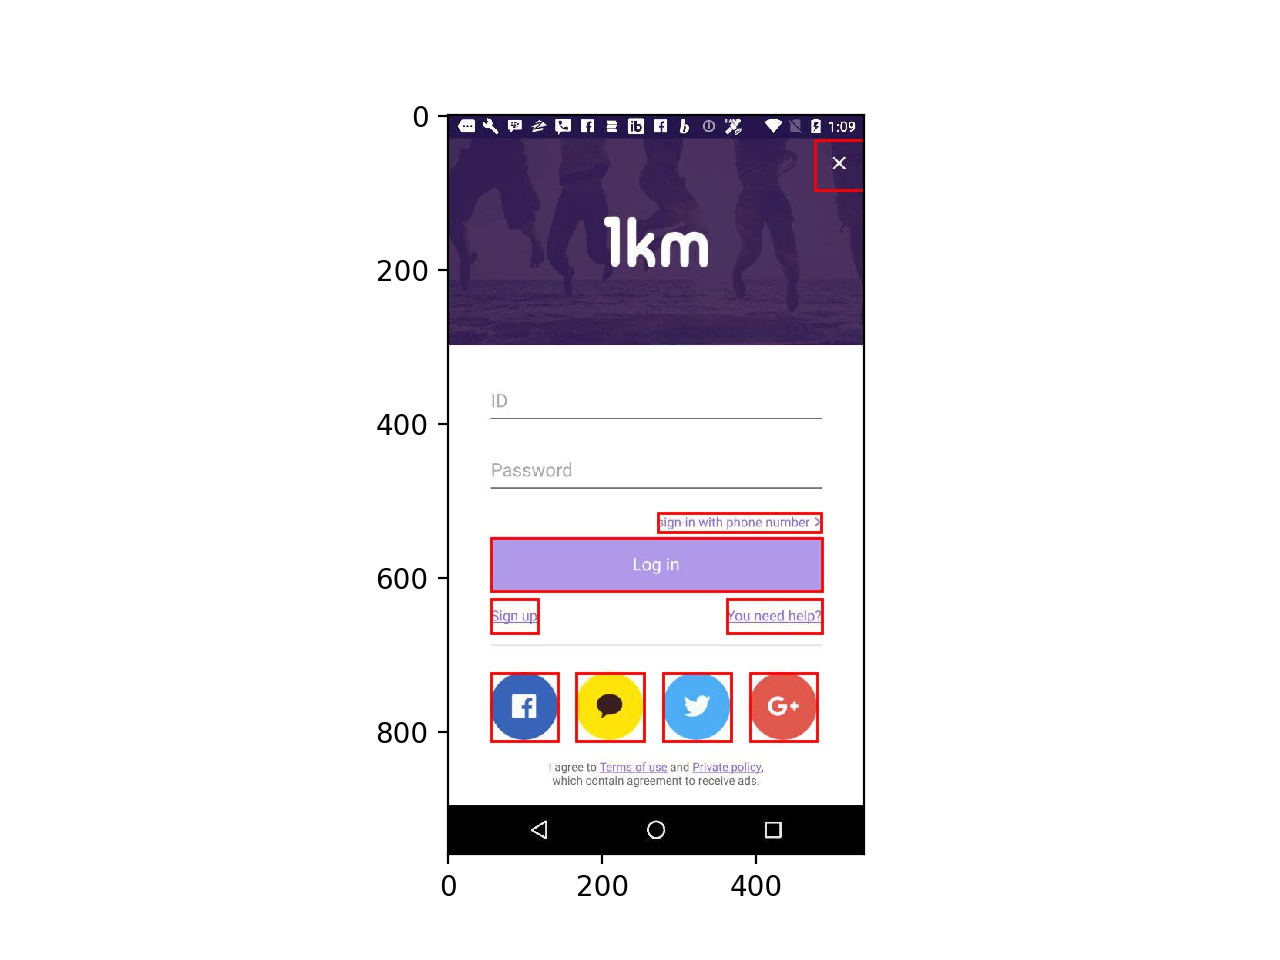 0
200
400
600
800
1:09
1km
ID
Password
sign in with phone number >
Log in
Sign up
You need help?
G+
I agree to Terms of use and Private policy,
which contain agreement to receive ads.
0
200
400